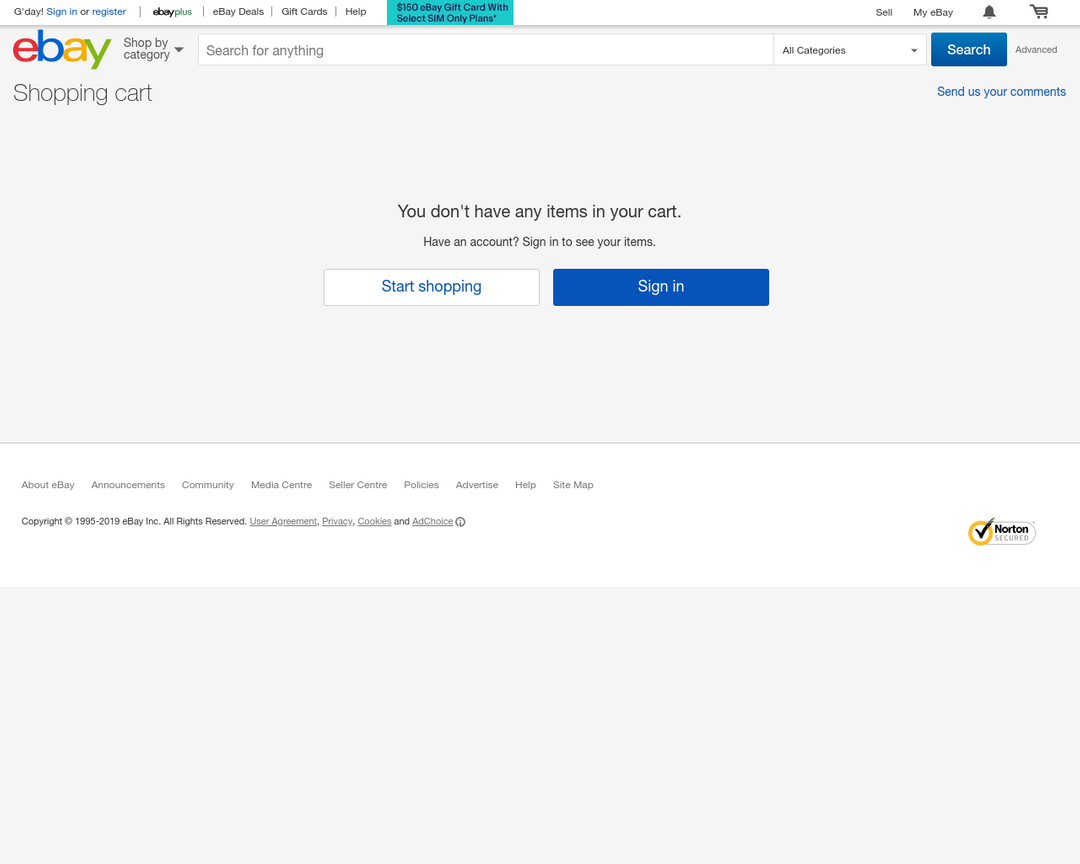 G'day! Sign in or register | ebayplus | eBay Deals | Gift Cards | Help
$150 eBay Gift Card With
Select SIM Only Plans*
Sell My eBay
ebay
Shop by
category
Search for anything
All Categories
Search
Advanced
Shopping cart
Send us your comments
You don't have any items in your cart.
Have an account? Sign in to see your items.
Start shopping
Sign in
About eBay Announcements Community Media Centre Seller Centre Policies Advertise Help Site Map
Copyright © 1995-2019 eBay Inc. All Rights Reserved. User Agreement, Privacy, Cookies and AdChoice
Norton
SECURED